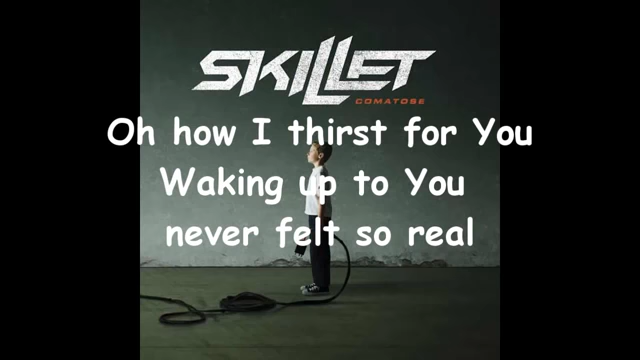 SKILLET
COMATOSE
Oh how I thirst for You
Waking up to You
never felt so real